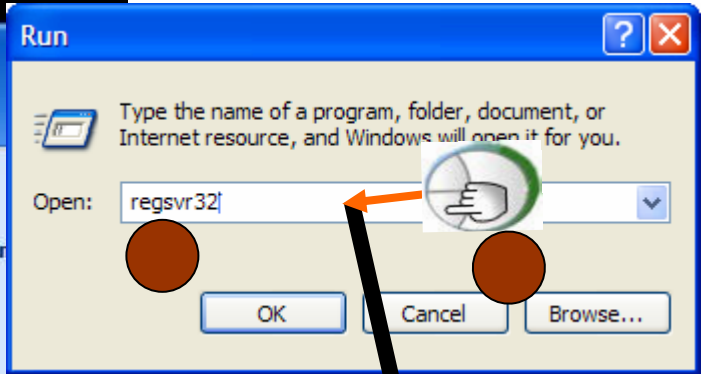 Run
Type the name of a program, folder, document, or
Internet resource, and Windows will open it for you.
Open: regsvr32
OK Cancel Browse...